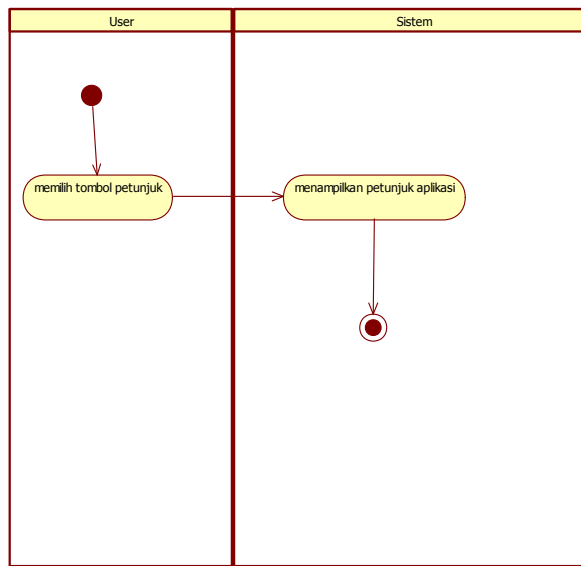 User
Sistem
memilih tombol petunjuk
menampilkan petunjuk aplikasi